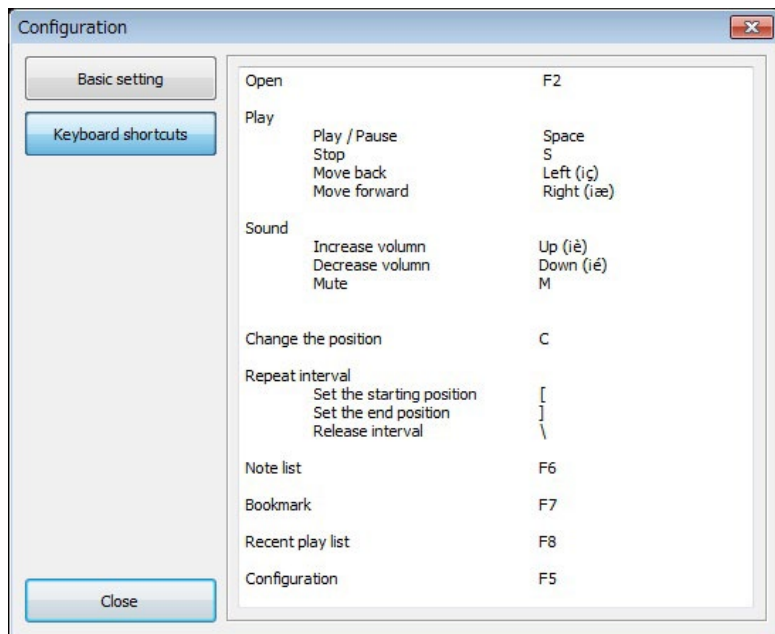 Configuration
Basic setting
Keyboard shortcuts
Open F2
Play
Play / Pause Space
Stop S
Move back Left (iç)
Move forward Right (iæ)
Sound
Increase volumn Up (iè)
Decrease volumn Down (ié)
Mute M
Change the position C
Repeat interval
Set the starting position [
Set the end position ]
Release interval \
Note list F6
Bookmark F7
Recent play list F8
Configuration F5
Close